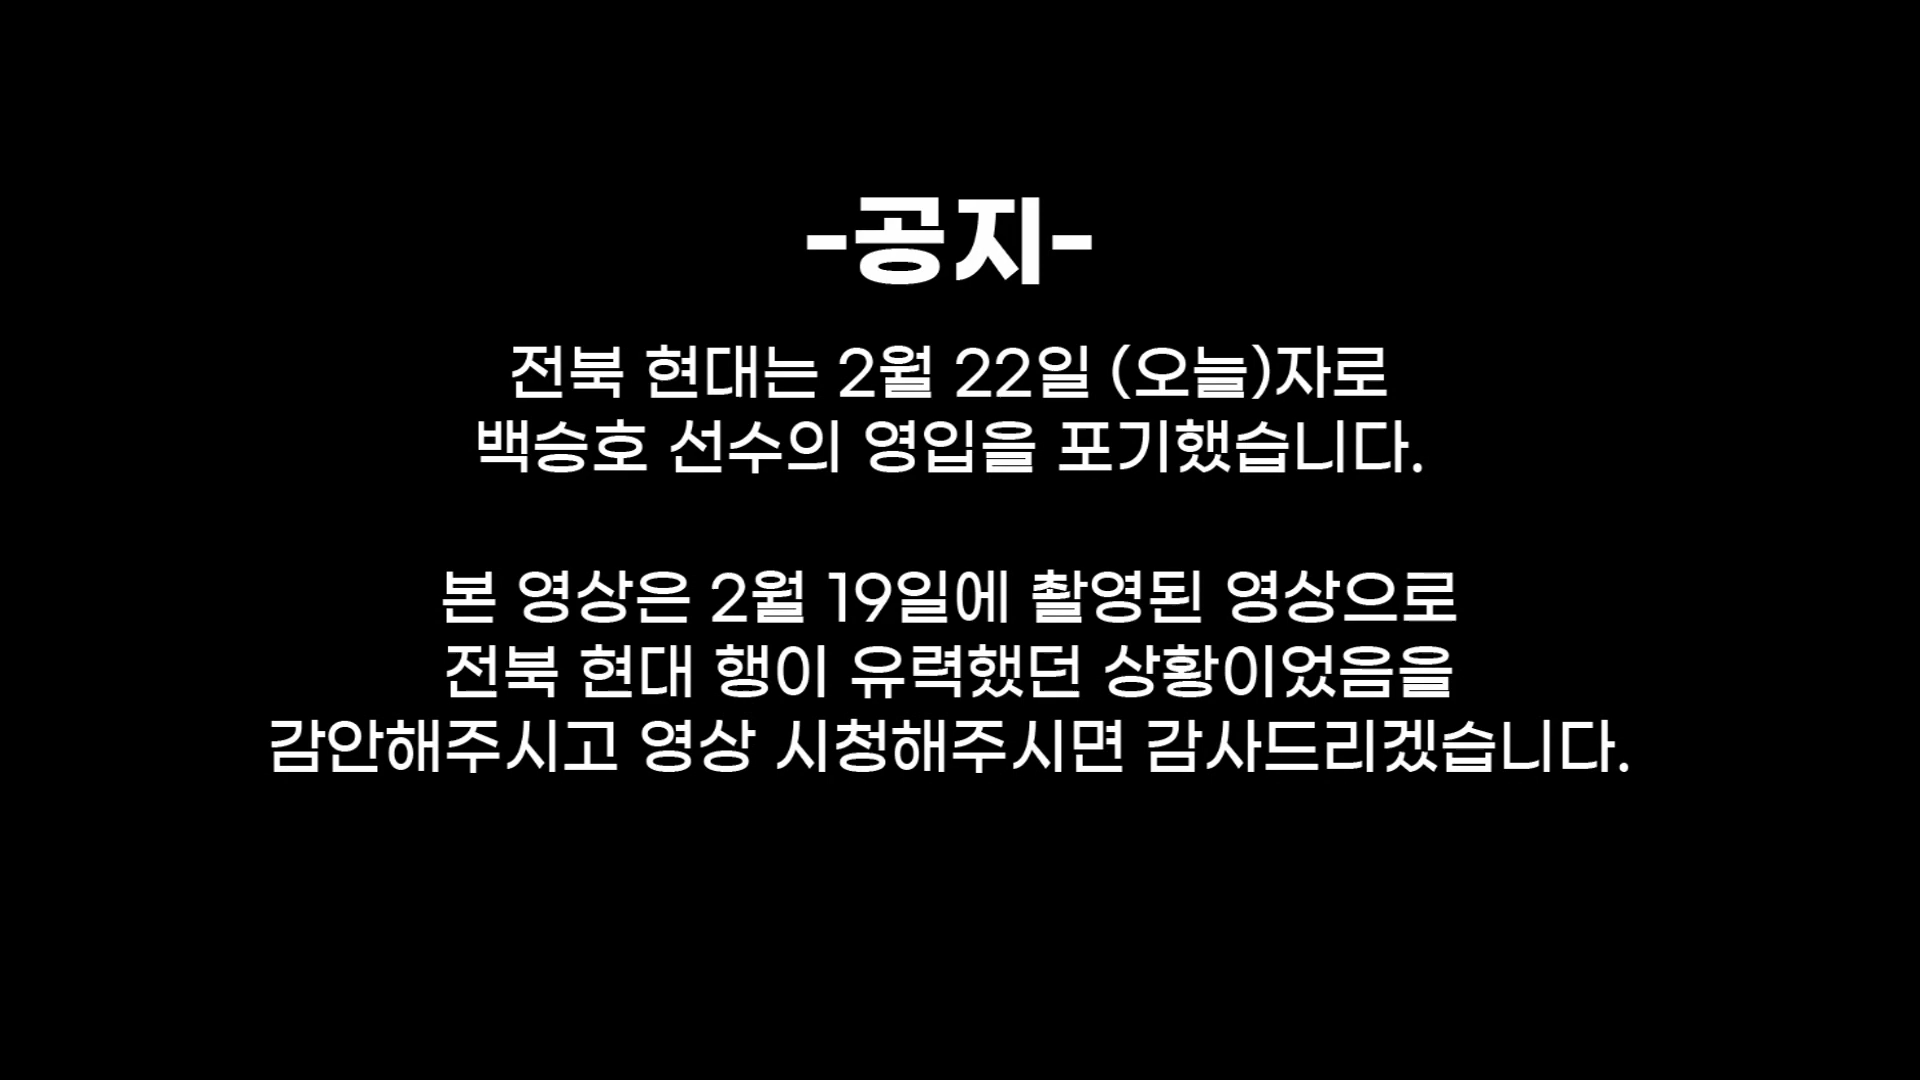 -공지-
전북 현대는 2월 22일 (오늘)자로
백승호 선수의 영입을 포기했습니다.
본 영상은 2월 19일에 촬영된 영상으로
전북 현대 행이 유력했던 상황이었음을
감안해주시고 영상 시청해주시면 감사드리겠습니다.